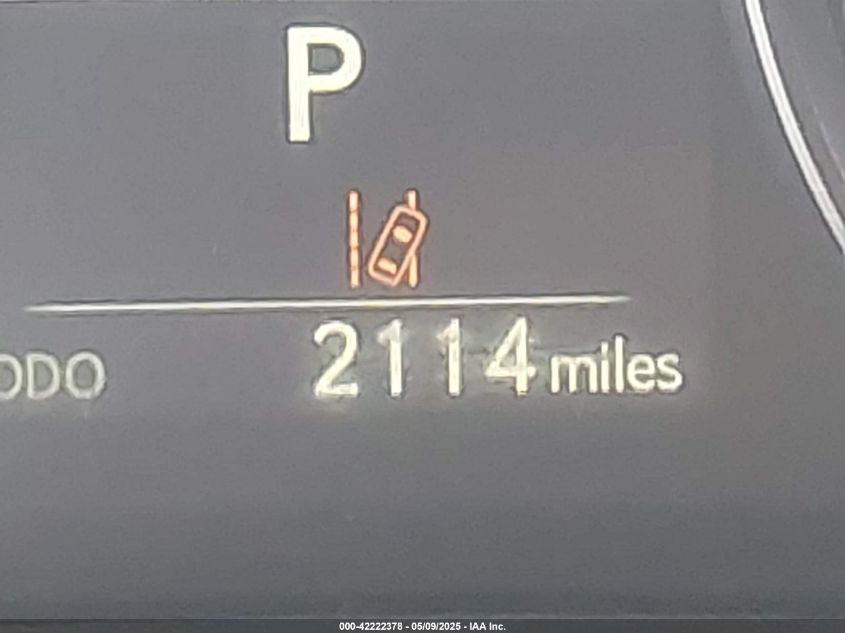 P
ODO 2114 miles
000-42222378 - 05/09/2025 - IAA Inc.